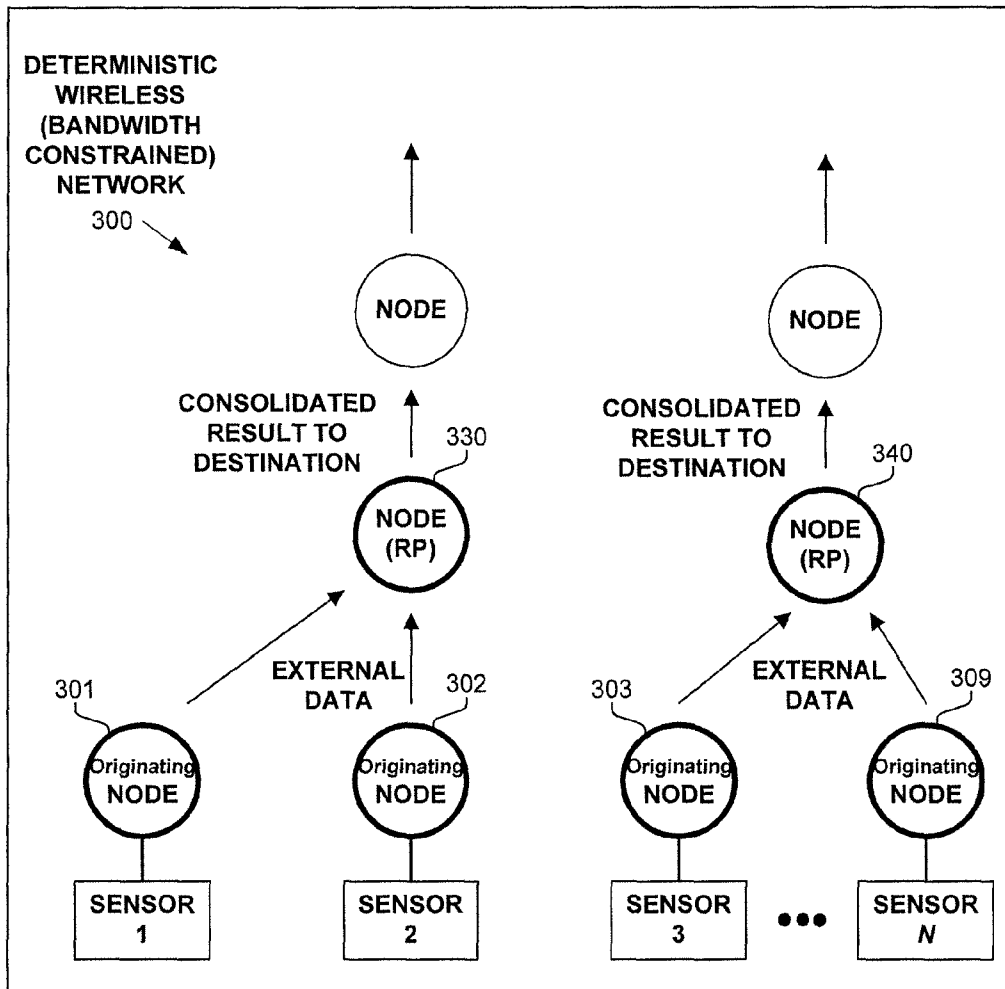 DETERMINISTIC
WIRELESS
(BANDWIDTH
CONSTRAINED)
NETWORK
300
NODE
NODE
CONSOLIDATED
RESULT TO
DESTINATION
330
CONSOLIDATED
RESULT TO
DESTINATION
340
NODE
(RP)
NODE
(RP)
EXTERNAL
DATA
EXTERNAL
DATA
301
302
303
309
Originating
NODE
Originating
NODE
Originating
NODE
Originating
NODE
SENSOR
1
SENSOR
2
SENSOR
3
•••
SENSOR
N